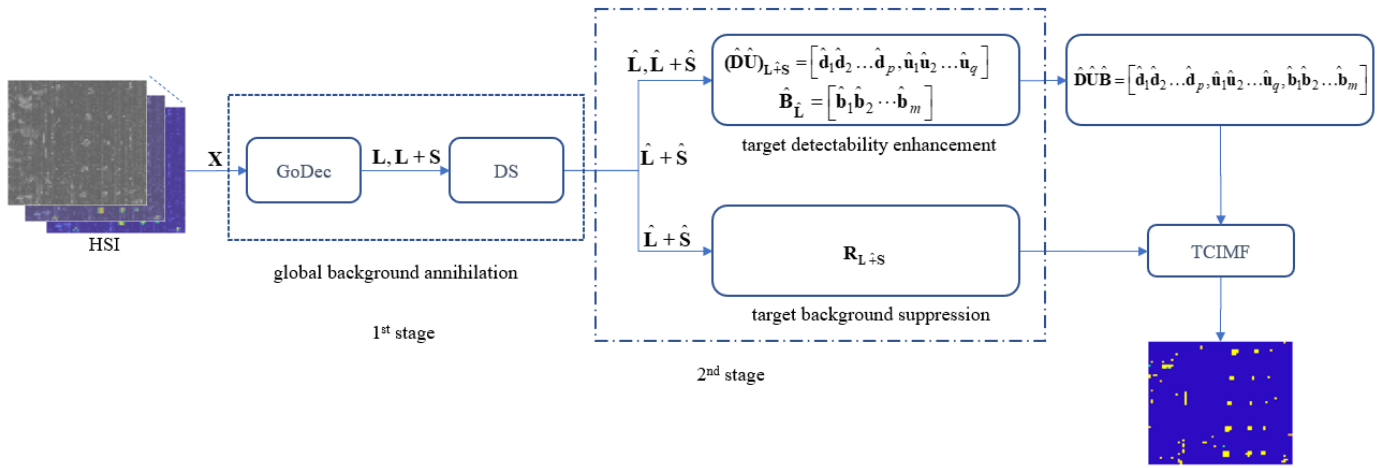 HSI
X
GoDec
L, L + S
DS
global background annihilation
1st stage
L̂, L̂ + Ŝ
L̂ + Ŝ
L̂ + Ŝ
(D̂Û)L+̂S = [d̂1d̂2…d̂p, û1û2…ûq]
B̂L̂ = [b̂1b̂2⋯b̂m]
target detectability enhancement
RL+̂S
target background suppression
2nd stage
D̂ÛB̂ = [d̂1d̂2…d̂p, û1û2…ûq, b̂1b̂2…b̂m]
TCIMF